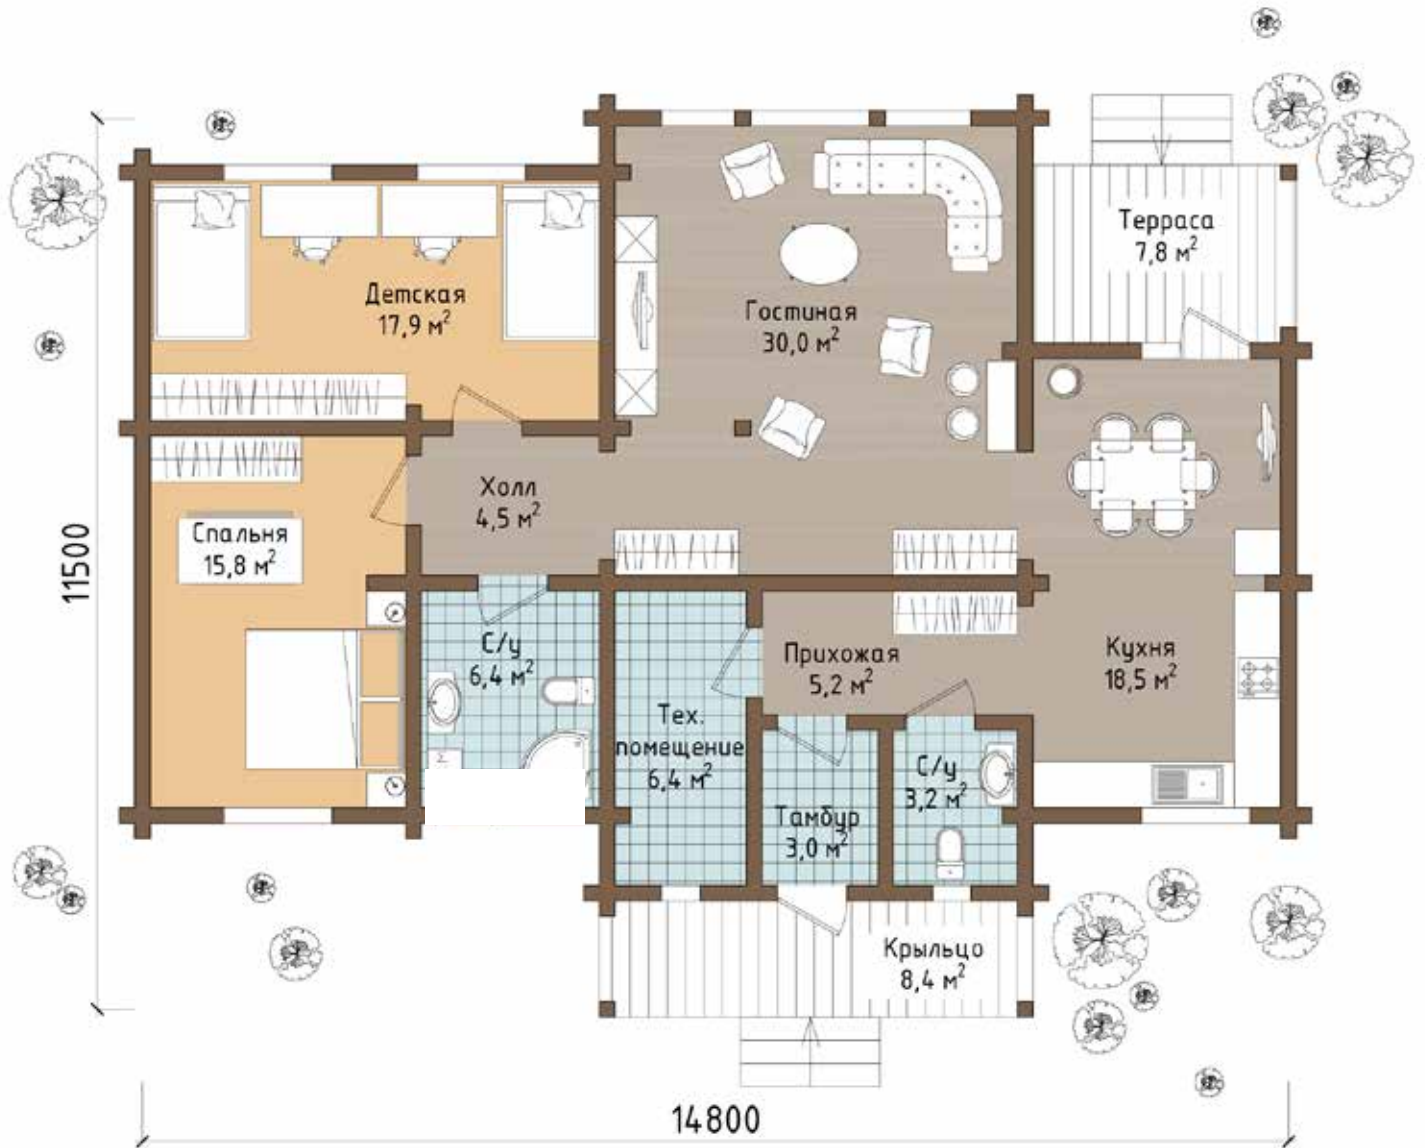 Терраса
7,8 м²
Детская
17,9 м²
Гостиная
30,0 м²
Холл
4,5 м²
Спальня
15,8 м²
11500
С/у
6,4 м²
Прихожая
5,2 м²
Кухня
18,5 м²
Тех.
помещение
6,4 м²
С/у
3,2 м²
Тамбур
3,0 м²
Крыльцо
8,4 м²
14800